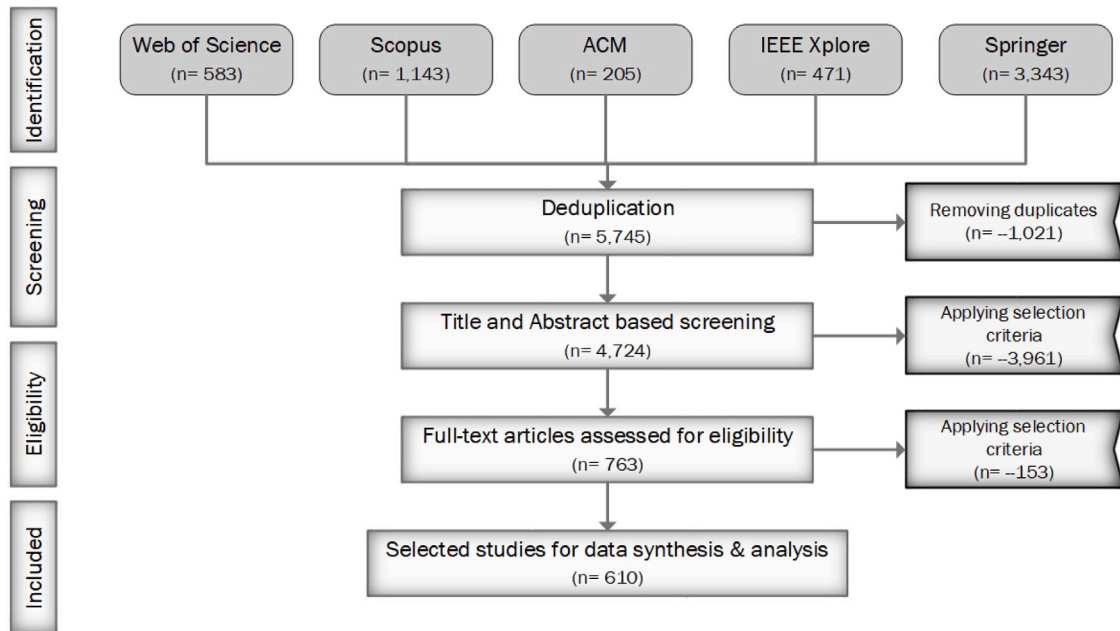 Identification
Web of Science
(n= 583)
Scopus
(n= 1,143)
ACM
(n= 205)
IEEE Xplore
(n= 471)
Springer
(n= 3,343)
Screening
Deduplication
(n= 5,745)
Removing duplicates
(n= --1,021)
Title and Abstract based screening
(n= 4,724)
Applying selection
criteria
(n= --3,961)
Eligibility
Full-text articles assessed for eligibility
(n= 763)
Applying selection
criteria
(n= --153)
Included
Selected studies for data synthesis & analysis
(n= 610)